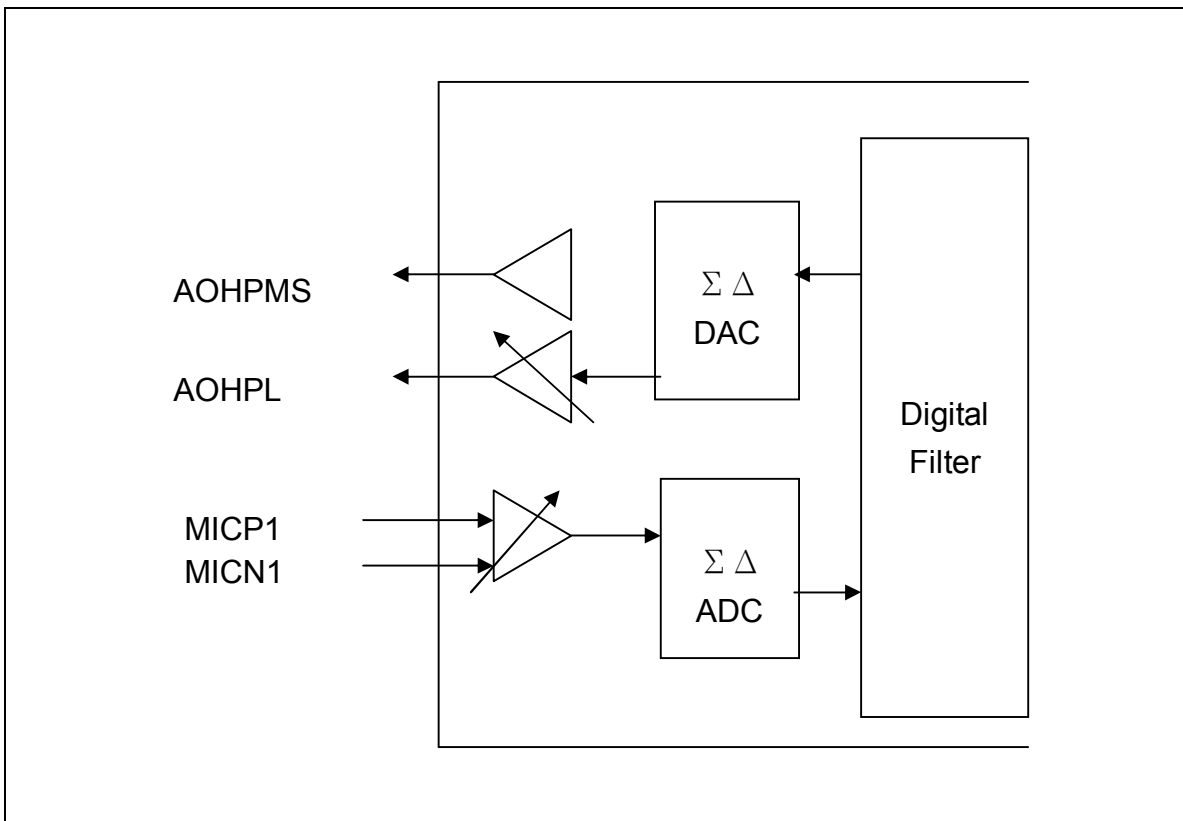 AOHPMS
AOHPL
MICP1
MICN1
Σ Δ
DAC
Σ Δ
ADC
Digital
Filter